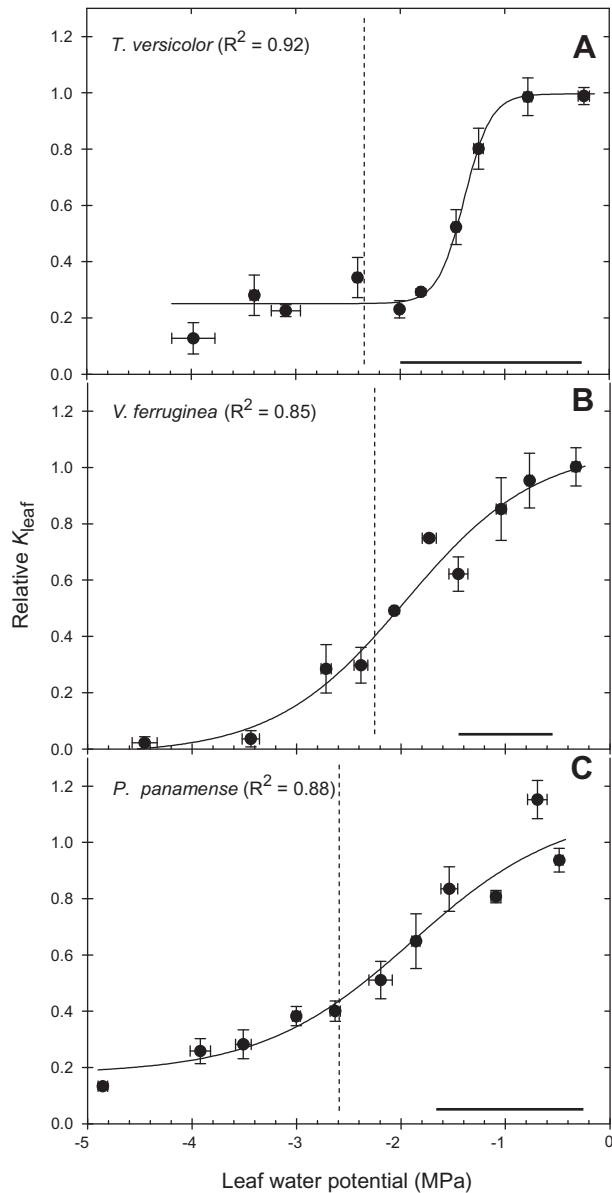 1.2
T. versicolor (R² = 0.92)
A
1.0
0.8
0.6
0.4
0.2
0.0
1.2
V. ferruginea (R² = 0.85)
B
1.0
0.8
0.6
0.4
0.2
0.0
Relative Kleaf
1.2
P. panamense (R² = 0.88)
C
1.0
0.8
0.6
0.4
0.2
0.0
-5 -4 -3 -2 -1 0
Leaf water potential (MPa)